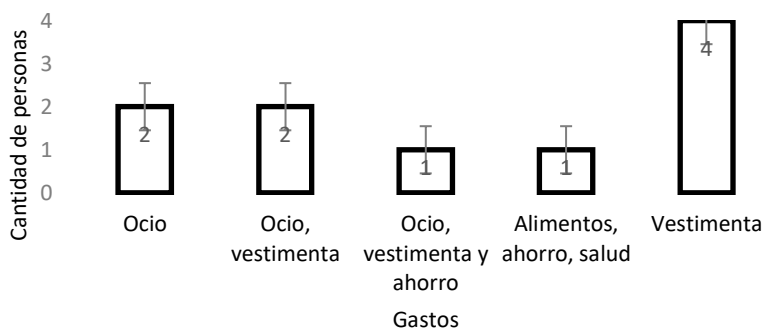 Cantidad de personas
4
3
2
1
0
2
2
1
1
4
Ocio
Ocio,
vestimenta
Ocio,
vestimenta y
ahorro
Alimentos,
ahorro, salud
Vestimenta
Gastos